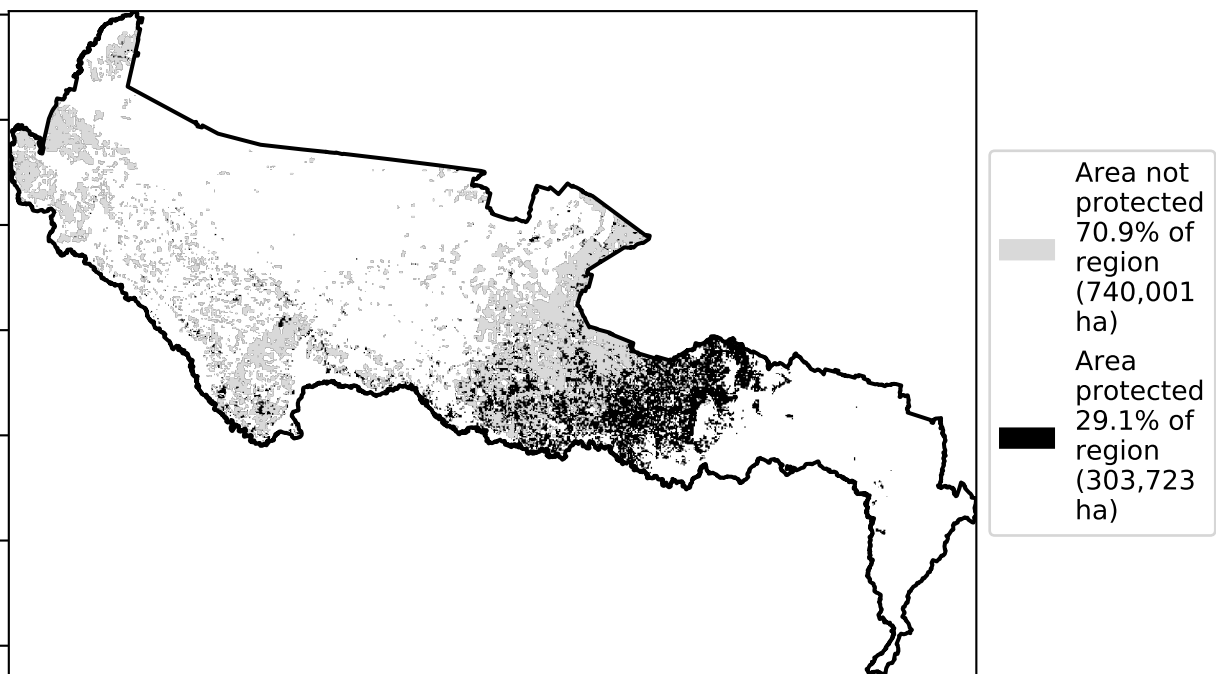 Area not
protected
70.9% of
region
(740,001
ha)
Area
protected
29.1% of
region
(303,723
ha)